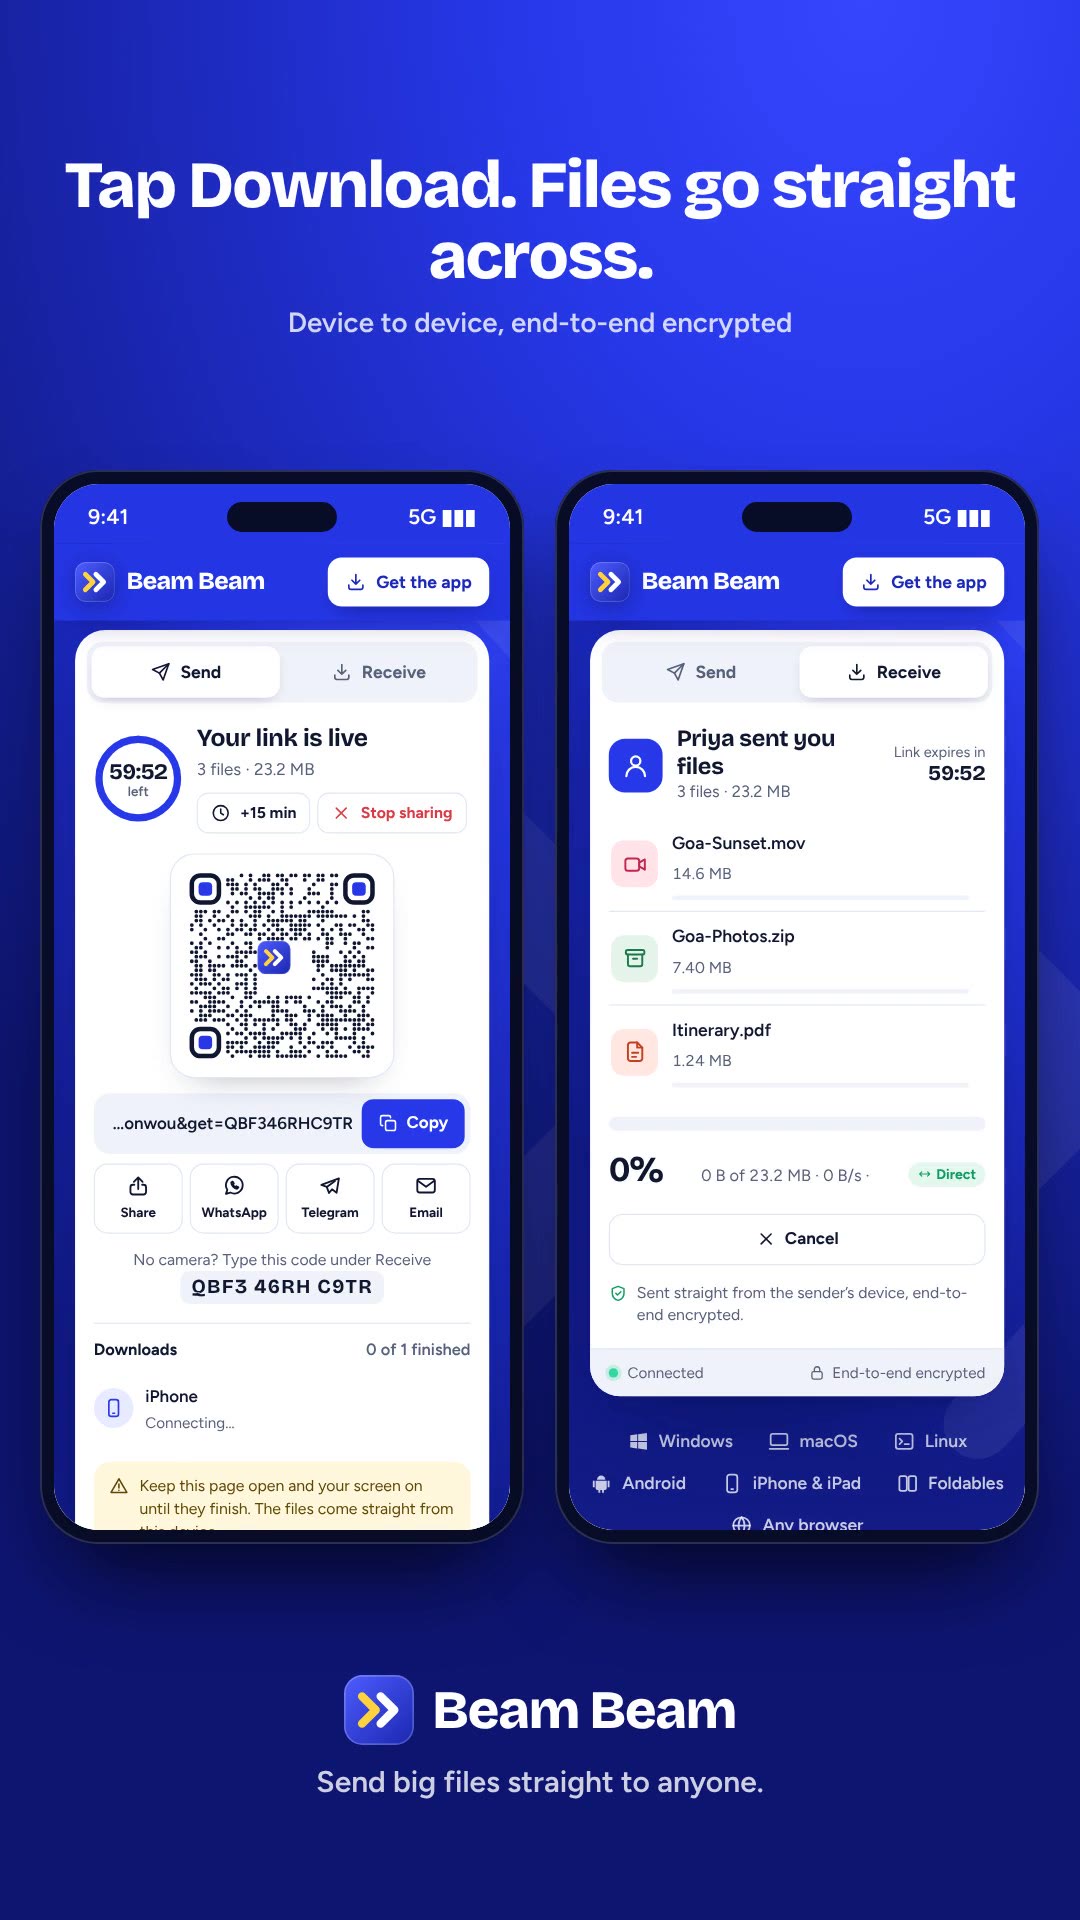 Tap Download. Files go straight
across.
Device to device, end-to-end encrypted
9:41
5G
Beam Beam
Get the app
Send
Receive
59:52
left
Your link is live
3 files · 23.2 MB
+15 min
Stop sharing
...onwou&get=QBF346RHC9TR
Copy
Share
WhatsApp
Telegram
Email
No camera? Type this code under Receive
QBF3 46RH C9TR
Downloads
0 of 1 finished
iPhone
Connecting...
Keep this page open and your screen on
until they finish. The files come straight from
this device.
9:41
5G
Beam Beam
Get the app
Send
Receive
Priya sent you
files
3 files · 23.2 MB
Link expires in
59:52
Goa-Sunset.mov
14.6 MB
Goa-Photos.zip
7.40 MB
Itinerary.pdf
1.24 MB
0%
0 B of 23.2 MB · 0 B/s ·
Direct
Cancel
Sent straight from the sender's device, end-to-
end encrypted.
Connected
End-to-end encrypted
Windows
macOS
Linux
Android
iPhone & iPad
Foldables
Any browser
Beam Beam
Send big files straight to anyone.